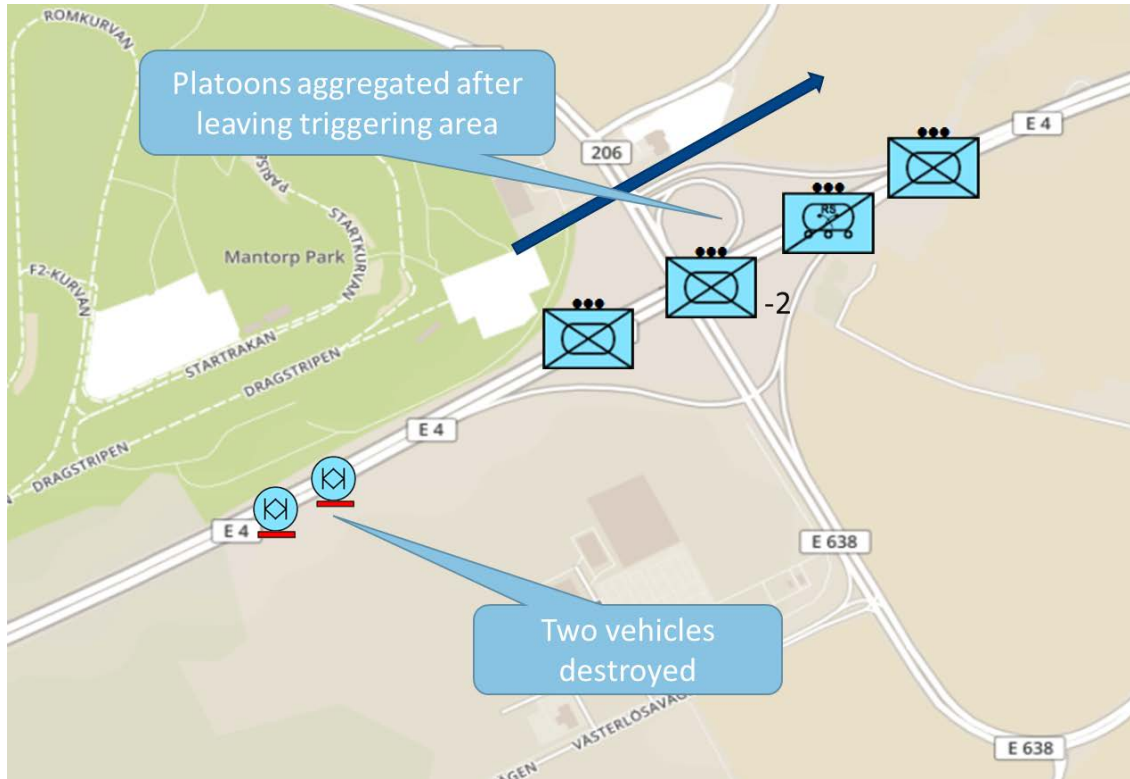 ROMKURVAN
Platoons aggregated after
leaving triggering area
206
E 4
RS
STARTKURVAN
Mantorp Park
F2-KURVAN
-2
STARTRAKAN
DRAGSTRIPEN
E 4
DRAGSTRIPEN
E 4
E 638
Two vehicles
destroyed
VÄSTERLÖSAVÄGEN
E 638